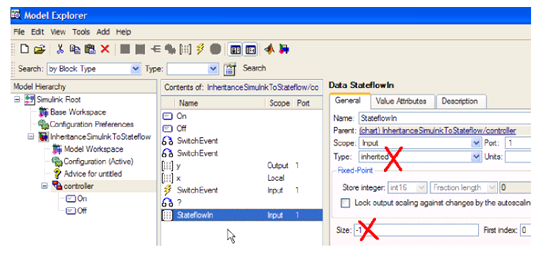 Model Explorer
File Edit View Tools Add Help
Search: by Block Type Type: Search
Model Hierarchy
Simulink Root
Base Workspace
Configuration Preferences
InheritanceSimulnkToStateflow
Model Workspace
Configuration (Active)
Advice for untitled
controller
On
Off
Contents of: InheritanceSimulnkToStateflow/co
Name Scope Port
On
Off
SwitchEvent
SwitchEvent
y Output 1
x Local
SwitchEvent Input 1
?
StateflowIn Input 1
Data StateflowIn
General Value Attributes Description
Name: StateflowIn
Parent: (chart) InheritanceSimulnkToStateflow/controller
Scope: Input Port: 1
Type: inherited Units:
Fixed-Point
Store integer: int16 Fraction length 0
Lock output scaling against changes by the autoscalin
Size: -1 First index: 0